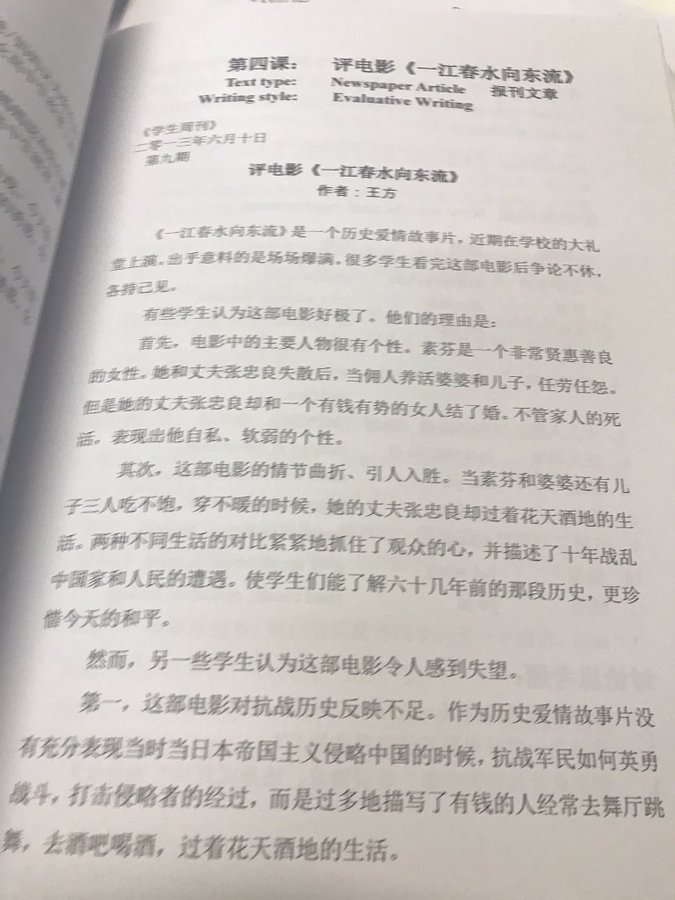 第四课： 评电影《一江春水向东流》
Text type: Newspaper Article 报刊文章
Writing style: Evaluative Writing
《学生周刊》
二零一三年六月十日
第九期
评电影《一江春水向东流》
作者：王方
《一江春水向东流》是一个历史爱情故事片，近期在学校的大礼
堂上演。出乎意料的是场场爆满。很多学生看完这部电影后争论不休，
各持己见。
有些学生认为这部电影好极了。他们的理由是：
首先，电影中的主要人物很有个性。素芬是一个非常贤惠善良
的女性。她和丈夫张忠良失散后，当佣人养活婆婆和儿子，任劳任怨。
但是她的丈夫张忠良却和一个有钱有势的女人结了婚。不管家人的死
活。表现出他自私、软弱的个性。
其次，这部电影的情节曲折、引人入胜。当素芬和婆婆还有儿
子三人吃不饱，穿不暖的时候，她的丈夫张忠良却过着花天酒地的生
活。两种不同生活的对比紧紧地抓住了观众的心，并描述了十年战乱
中国家和人民的遭遇。使学生们能了解六十几年前的那段历史，更珍
惜今天的和平。
然而，另一些学生认为这部电影令人感到失望。
第一，这部电影对抗战历史反映不足。作为历史爱情故事片没
有充分表现当时当日本帝国主义侵略中国的时候，抗战军民如何英勇
战斗，打击侵略者的经过，而是过多地描写了有钱的人经常去舞厅跳
舞，去酒吧喝酒，过着花天酒地的生活。